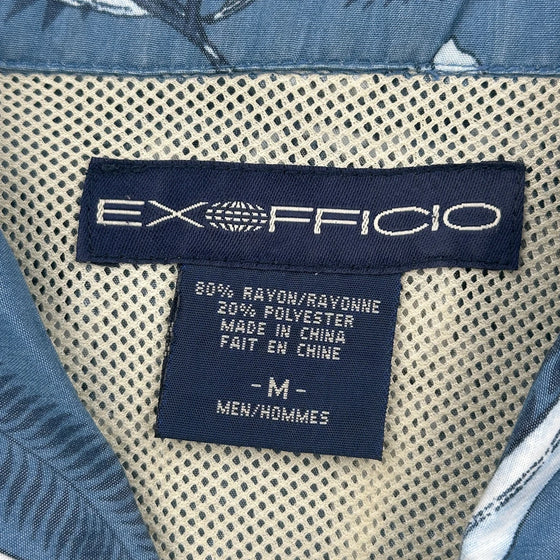 EXOFFICIO
80% RAYON/RAYONNE
20% POLYESTER
MADE IN CHINA
FAIT EN CHINE
- M -
MEN/HOMMES